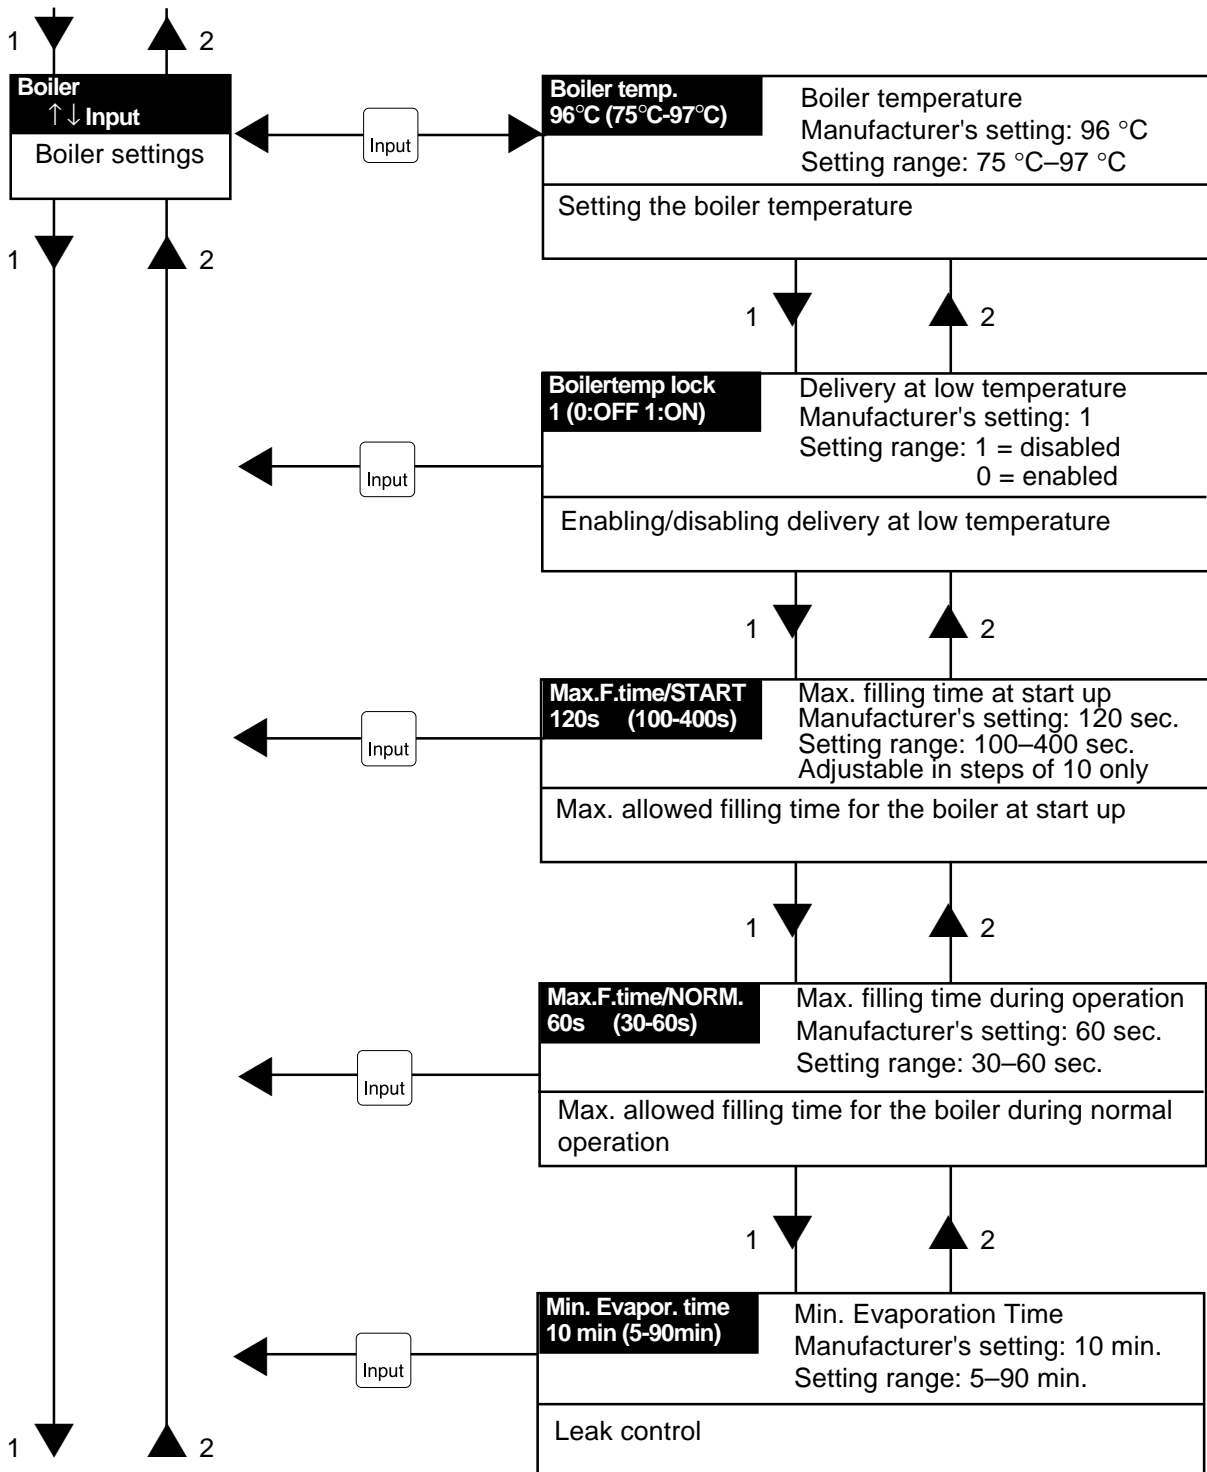 1
2
Boiler
↑↓ Input
Boiler settings
Input
Boiler temp.
96°C (75°C-97°C)
Boiler temperature
Manufacturer's setting: 96 °C
Setting range: 75 °C–97 °C
Setting the boiler temperature
1
2
1
2
Boilertemp lock
1 (0:OFF 1:ON)
Delivery at low temperature
Manufacturer's setting: 1
Setting range: 1 = disabled
0 = enabled
Input
Enabling/disabling delivery at low temperature
1
2
Max.F.time/START
120s (100-400s)
Max. filling time at start up
Manufacturer's setting: 120 sec.
Setting range: 100–400 sec.
Adjustable in steps of 10 only
Input
Max. allowed filling time for the boiler at start up
1
2
Max.F.time/NORM.
60s (30-60s)
Max. filling time during operation
Manufacturer's setting: 60 sec.
Setting range: 30–60 sec.
Input
Max. allowed filling time for the boiler during normal
operation
1
2
Min. Evapor. time
10 min (5-90min)
Min. Evaporation Time
Manufacturer's setting: 10 min.
Setting range: 5–90 min.
Input
Leak control
1
2